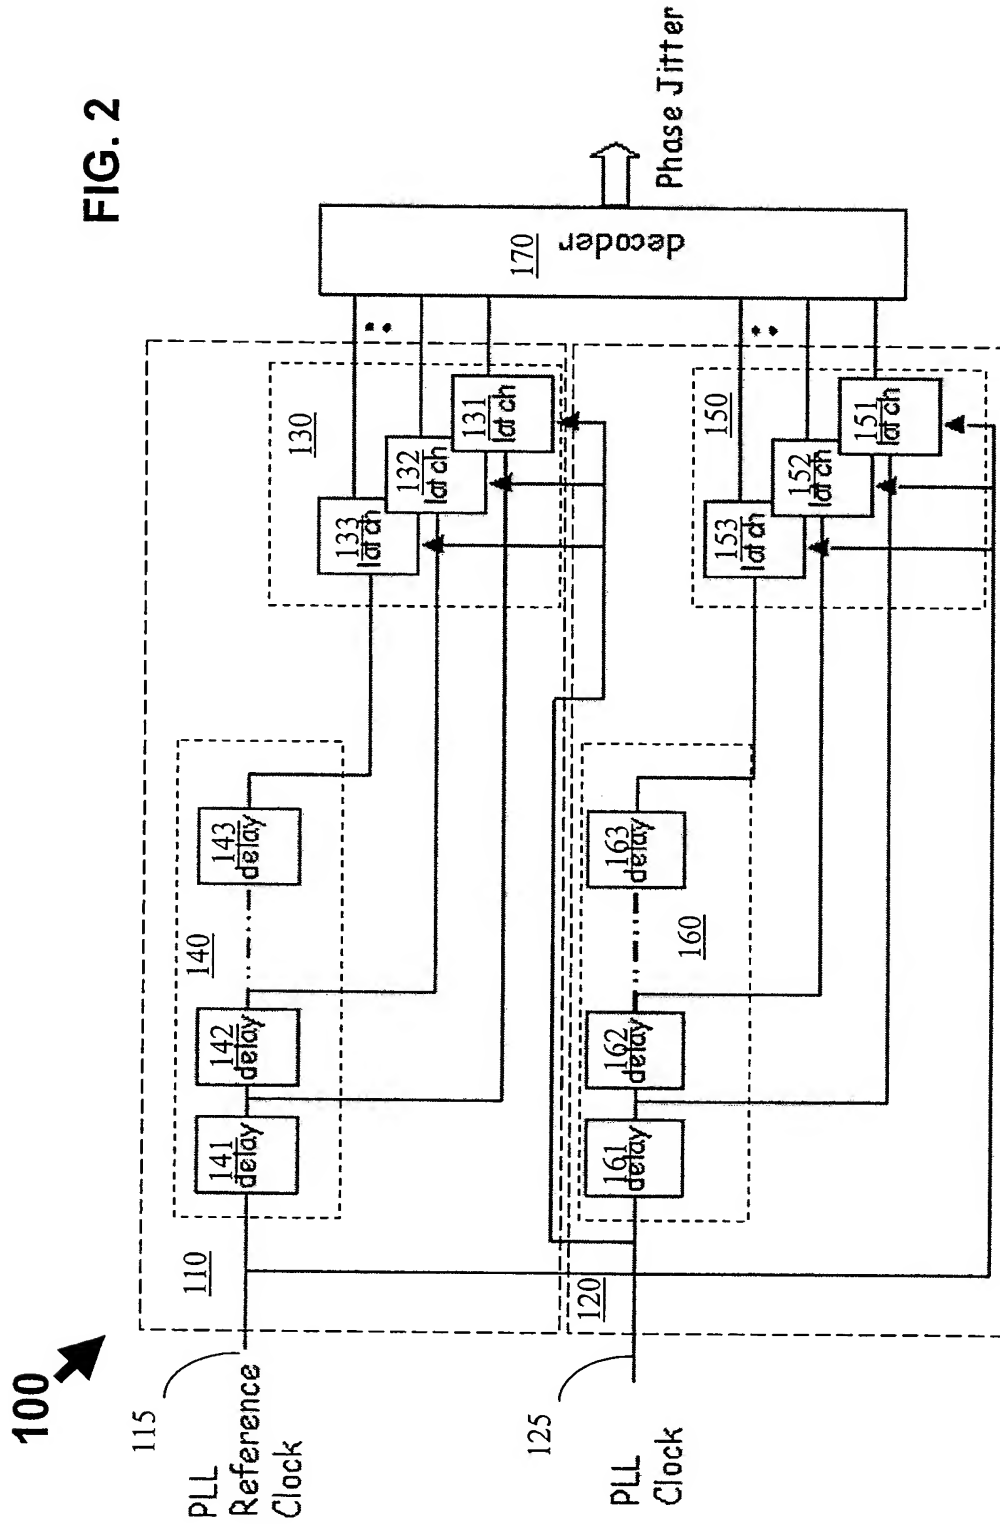 FIG. 2
100
115
PLL
Reference
Clock
110
140
141
delay
142
delay
143
delay
130
133
latch
132
latch
131
latch
125
PLL
Clock
120
160
161
delay
162
delay
163
delay
150
153
latch
152
latch
151
latch
170
decoder
Phase Jitter